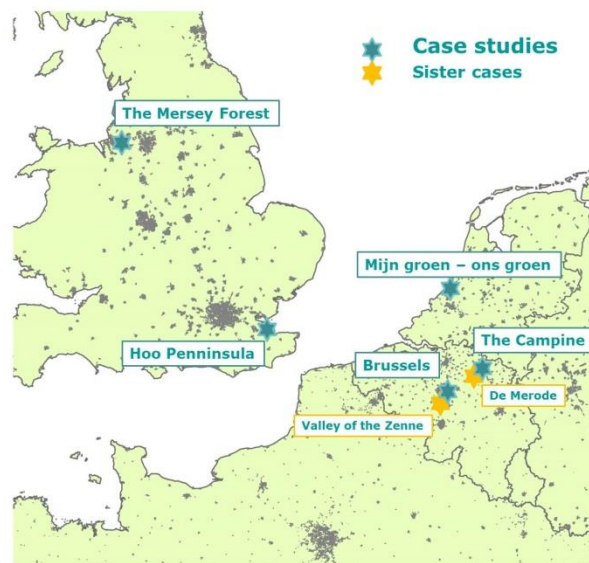 Case studies
Sister cases
The Mersey Forest
Mijn groen – ons groen
Hoo Penninsula
The Campine
Brussels
De Merode
Valley of the Zenne